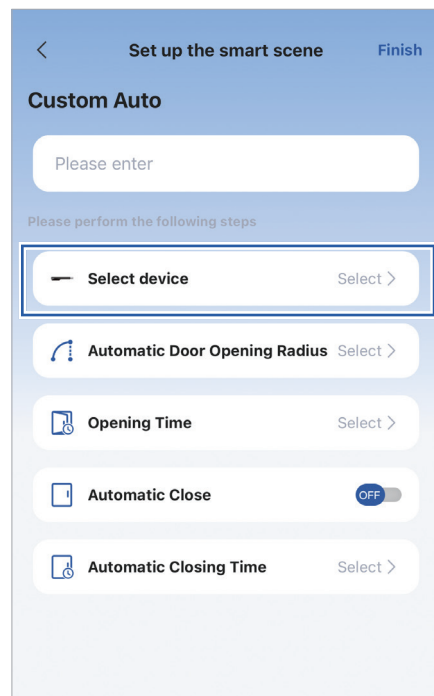 Set up the smart scene Finish
Custom Auto
Please enter
Please perform the following steps
Select device Select >
Automatic Door Opening Radius Select >
Opening Time Select >
Automatic Close OFF
Automatic Closing Time Select >